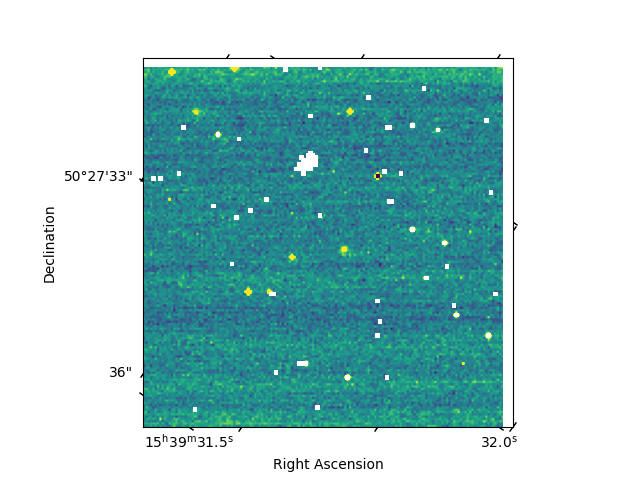 Declination
50°27'33"
36"
15ʰ39ᵐ31.5ˢ
32.0ˢ
Right Ascension